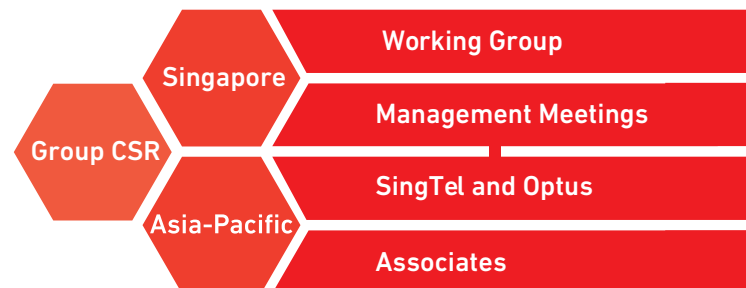 Working Group
Singapore
Management Meetings
Group CSR
SingTel and Optus
Asia-Pacific
Associates